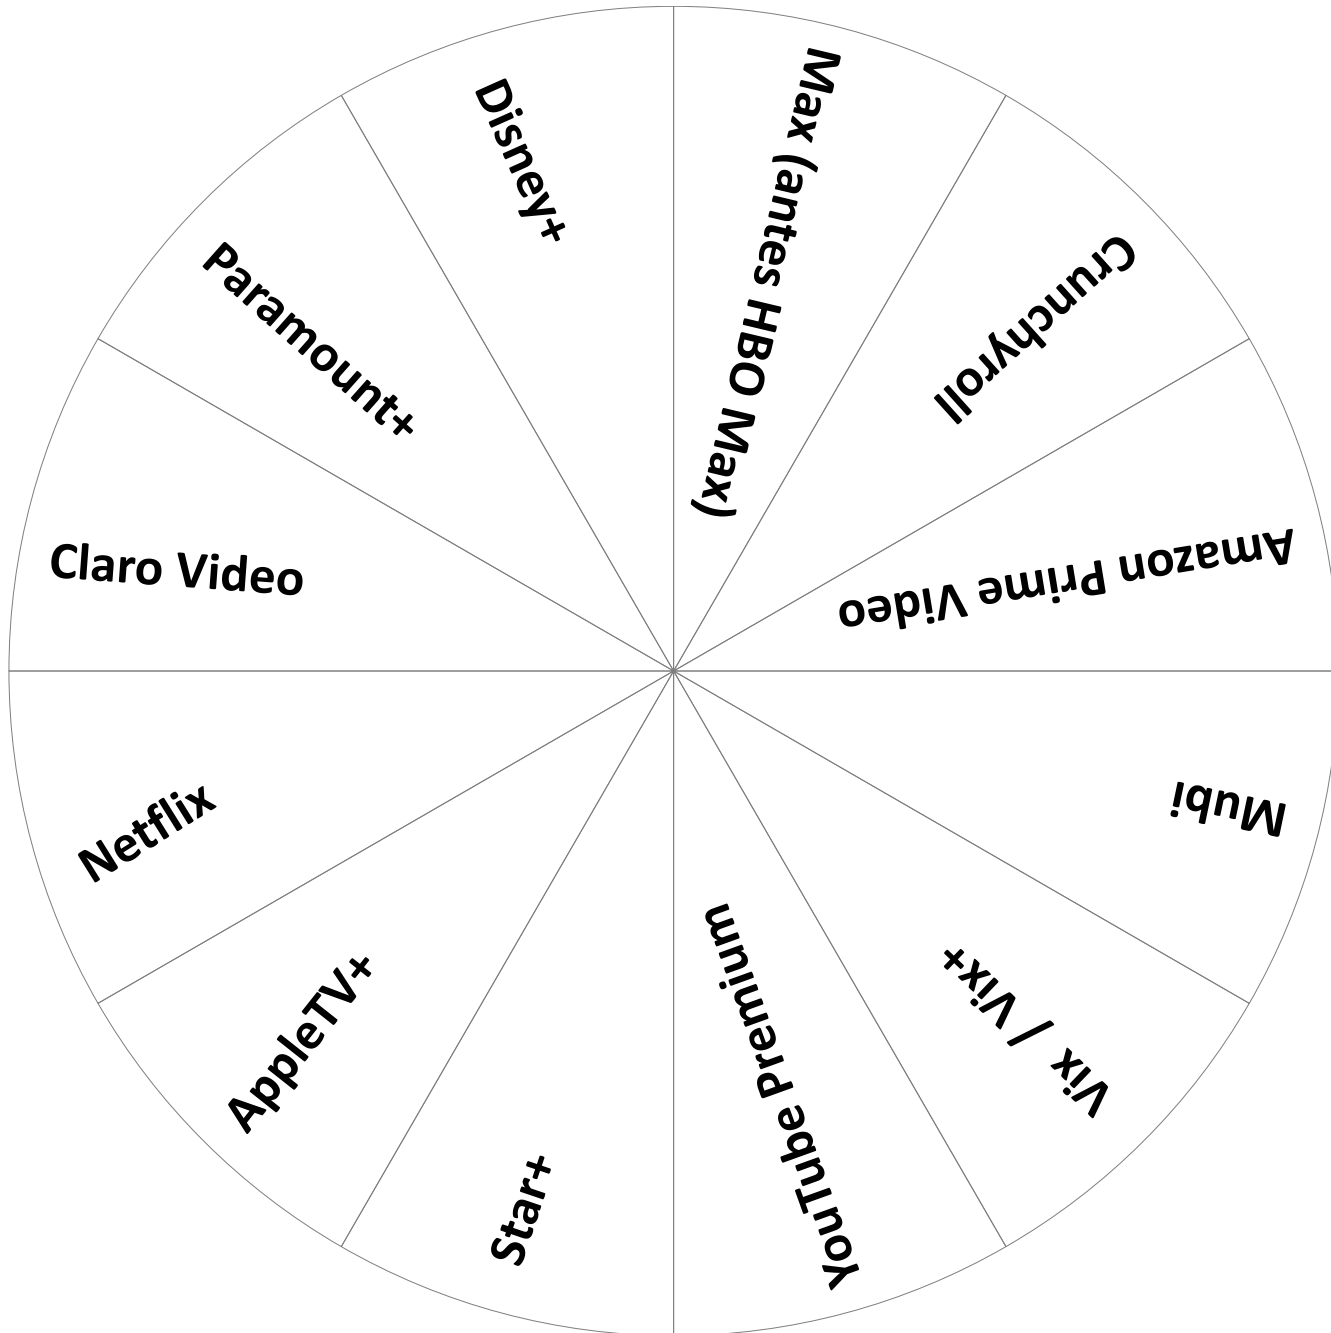 Max (antes HBO Max)
Crunchyroll
Amazon Prime Video
Mubi
Vix / Vix+
YouTube Premium
Star+
AppleTV+
Netflix
Claro Video
Paramount+
Disney+